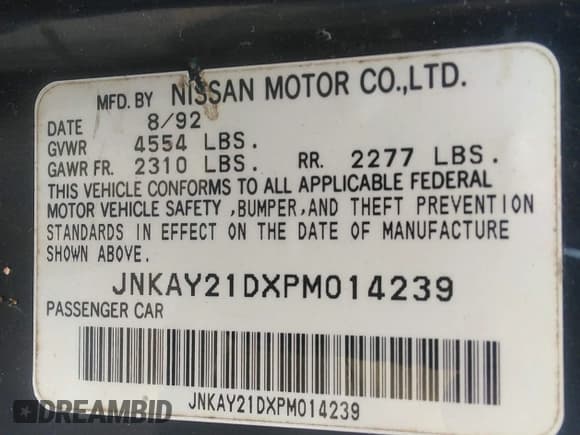 MFD. BY NISSAN MOTOR CO.,LTD.
DATE 8/92
GVWR 4554 LBS.
GAWR FR. 2310 LBS. RR. 2277 LBS.
THIS VEHICLE CONFORMS TO ALL APPLICABLE FEDERAL
MOTOR VEHICLE SAFETY ,BUMPER,AND THEFT PREVENTION
STANDARDS IN EFFECT ON THE DATE OF MANUFACTURE
SHOWN ABOVE.
JNKAY21DXPM014239
PASSENGER CAR
JNKAY21DXPM014239
DREAMBID